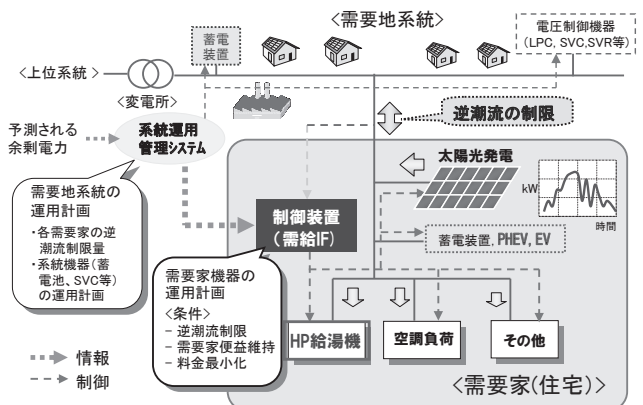 <需要地系統>
蓄電
装置
電圧制御機器
(LPC, SVC,SVR等)
<上位系統>
<変電所>
逆潮流の制限
予測される
余剰電力
系統運用
管理システム
太陽光発電
kW
時間
需要地系統の
運用計画
・各需要家の逆
潮流制限量
・系統機器(蓄
電池、SVC等)
の運用計画
制御装置
(需給IF)
蓄電装置, PHEV, EV
需要家機器の
運用計画
<条件>
- 逆潮流制限
- 需要家便益維持
- 料金最小化
HP給湯機
空調負荷
その他
情報
制御
<需要家(住宅)>